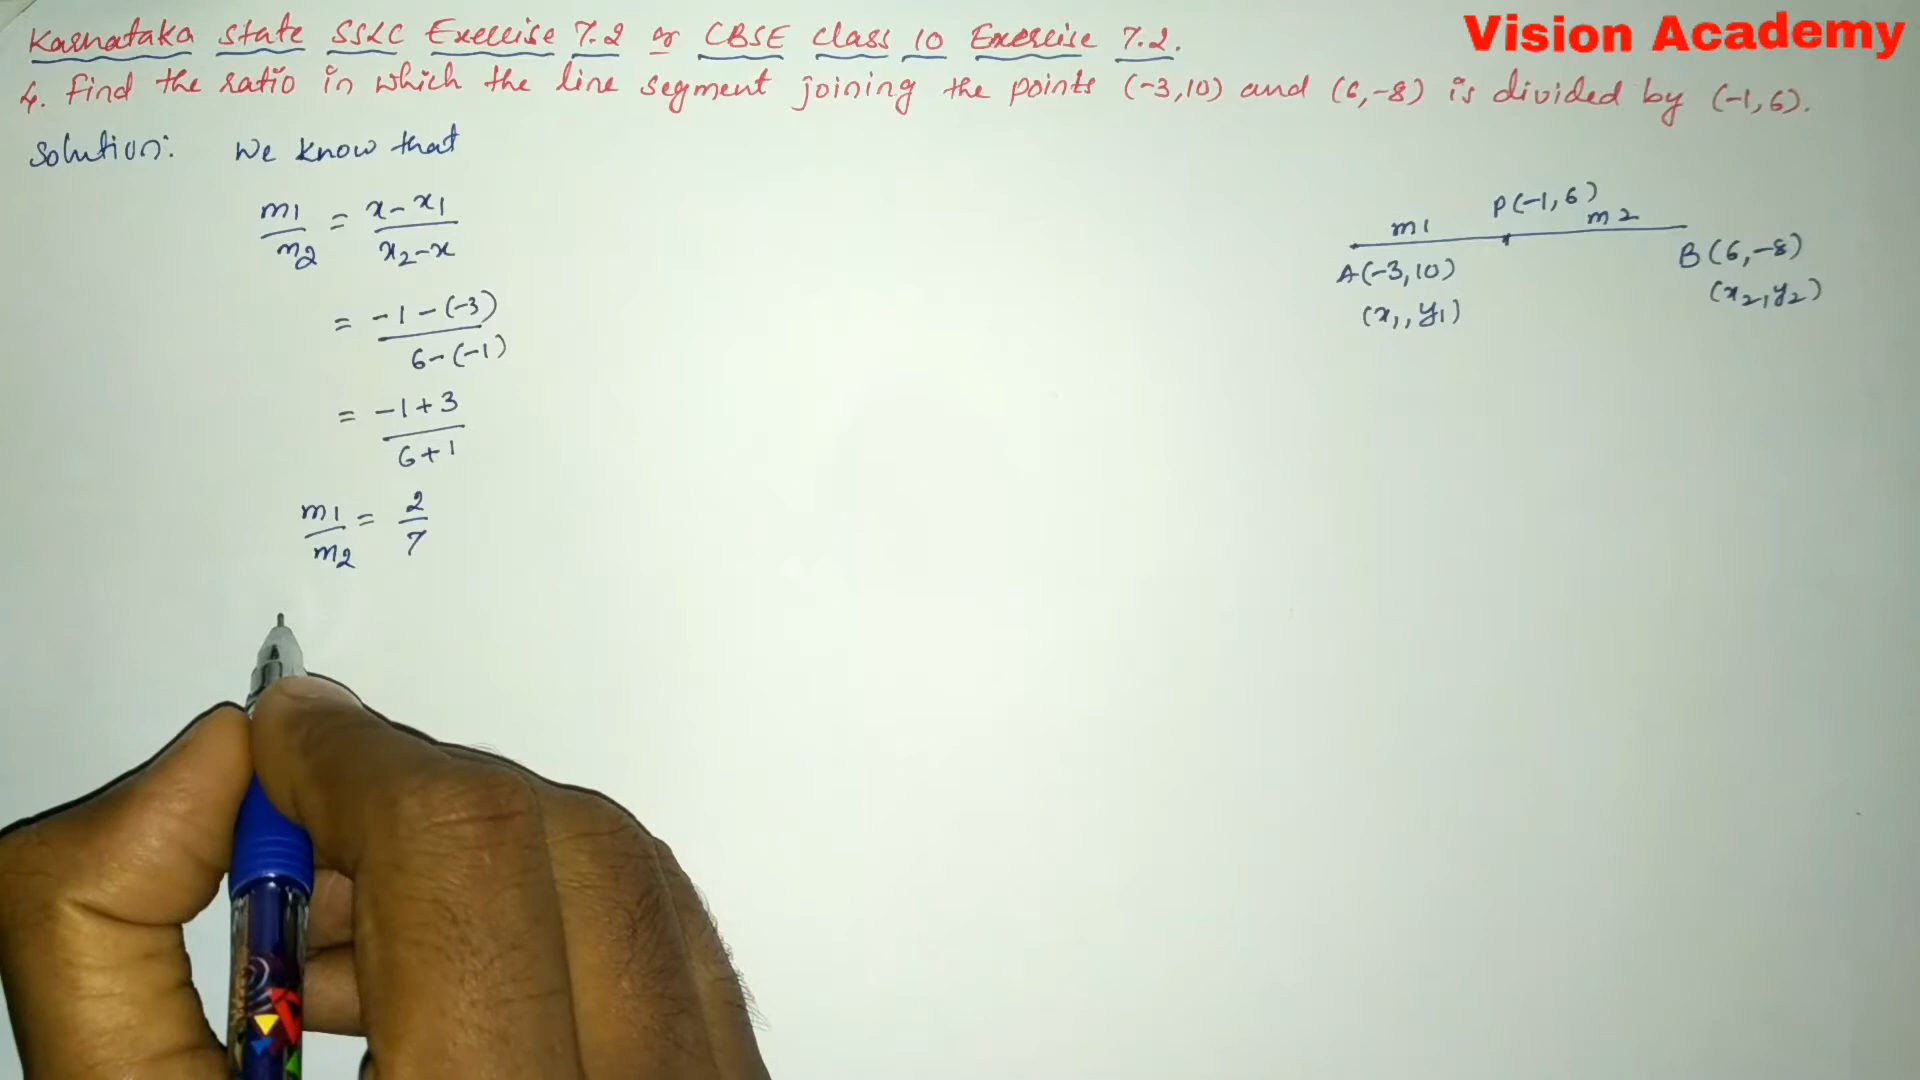 Vision Academy
Karnataka state SSLC Exercise 7.2 or CBSE class 10 Exercise 7.2.
4. Find the ratio in which the line segment joining the points (-3,10) and (6,-8) is divided by (-1,6).
Solution: We know that
m1/m2 = x-x1/x2-x
= -1-(-3)/6-(-1)
= -1+3/6+1
m1/m2 = 2/7
P(-1,6)
m1 m2
A(-3,10) B(6,-8)
(x1,y1) (x2,y2)